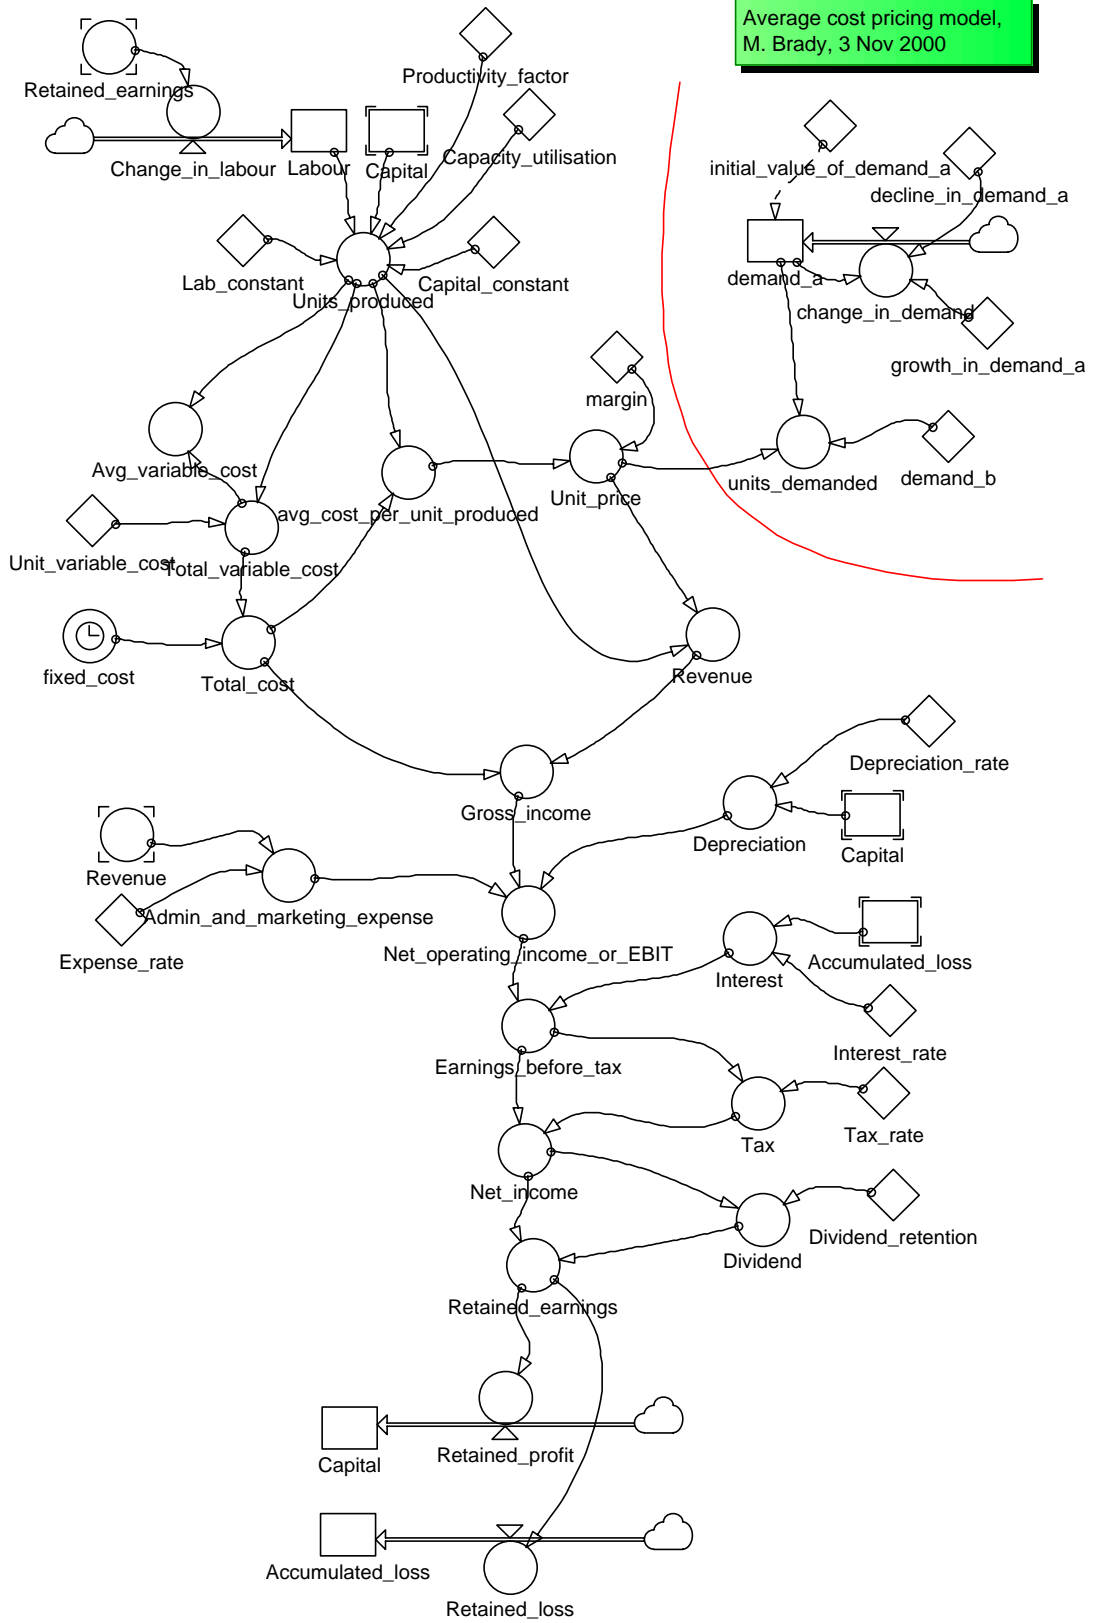 Average cost pricing model,
M. Brady, 3 Nov 2000
Retained_earnings
Productivity_factor
Change_in_labour
Labour
Capital
Capacity_utilisation
initial_value_of_demand_a
decline_in_demand_a
Lab_constant
Units_produced
Capital_constant
demand_a
change_in_demand
growth_in_demand_a
margin
Avg_variable_cost
avg_cost_per_unit_produced
Unit_price
units_demanded
demand_b
Unit_variable_cost
Total_variable_cost
fixed_cost
Total_cost
Revenue
Depreciation_rate
Gross_income
Depreciation
Capital
Revenue
Admin_and_marketing_expense
Expense_rate
Net_operating_income_or_EBIT
Interest
Accumulated_loss
Interest_rate
Earnings_before_tax
Tax
Tax_rate
Net_income
Dividend
Dividend_retention
Retained_earnings
Capital
Retained_profit
Accumulated_loss
Retained_loss